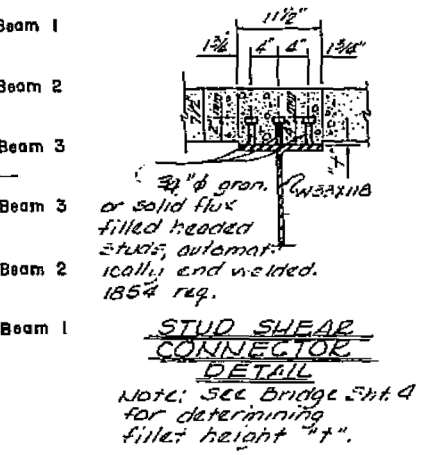 Beam 1
Beam 2
Beam 3
Beam 3
Beam 2
Beam 1
11½"
1¾" 4" 4" 1¾"
7½"
"t"
W33X118
¾"φ gran.
or solid flux
filled headed
studs, automat-
ically end welded.
1854 req.
STUD SHEAR
CONNECTOR
DETAIL
Note: See Bridge Sht. 4
for determining
fillet height "t".